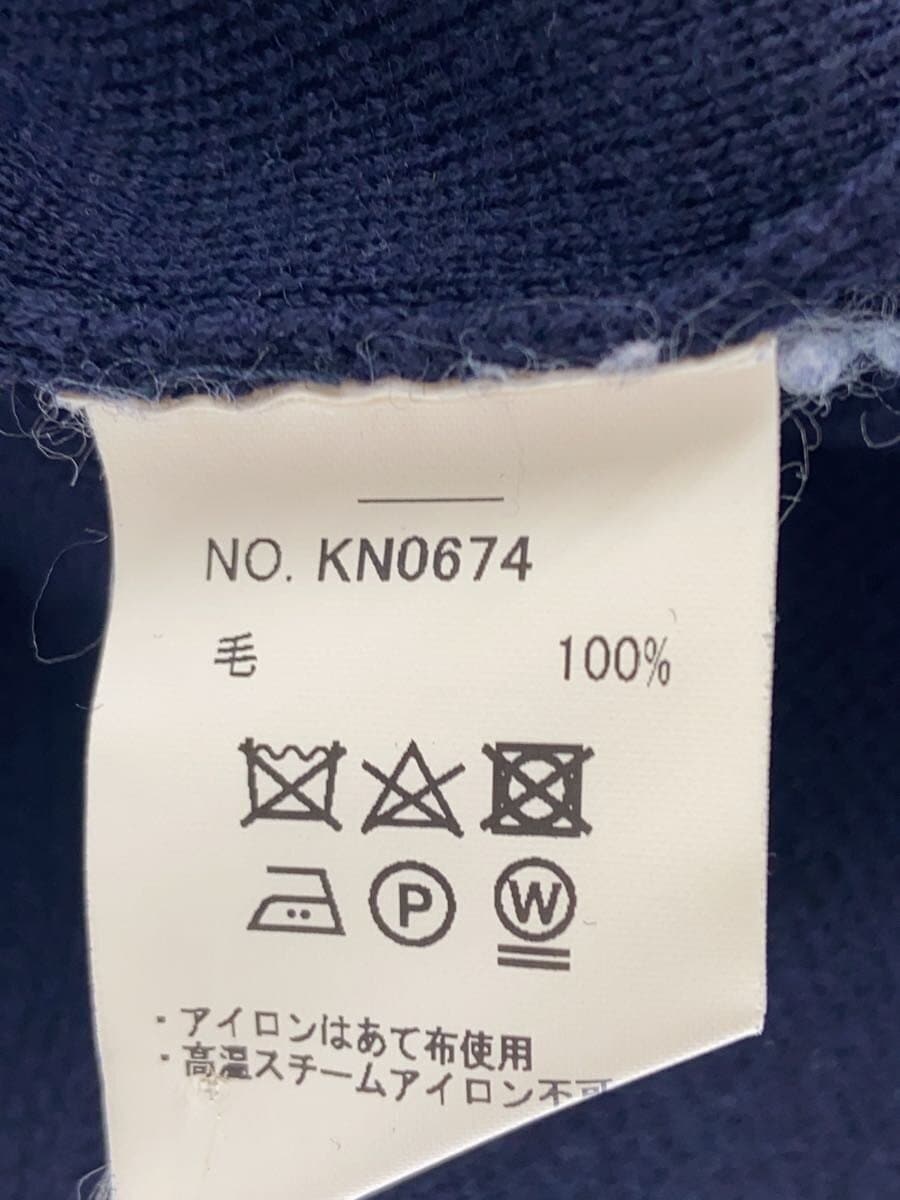 NO. KN0674
毛 100%
P W
・アイロンはあて布使用
・高温スチームアイロン不可